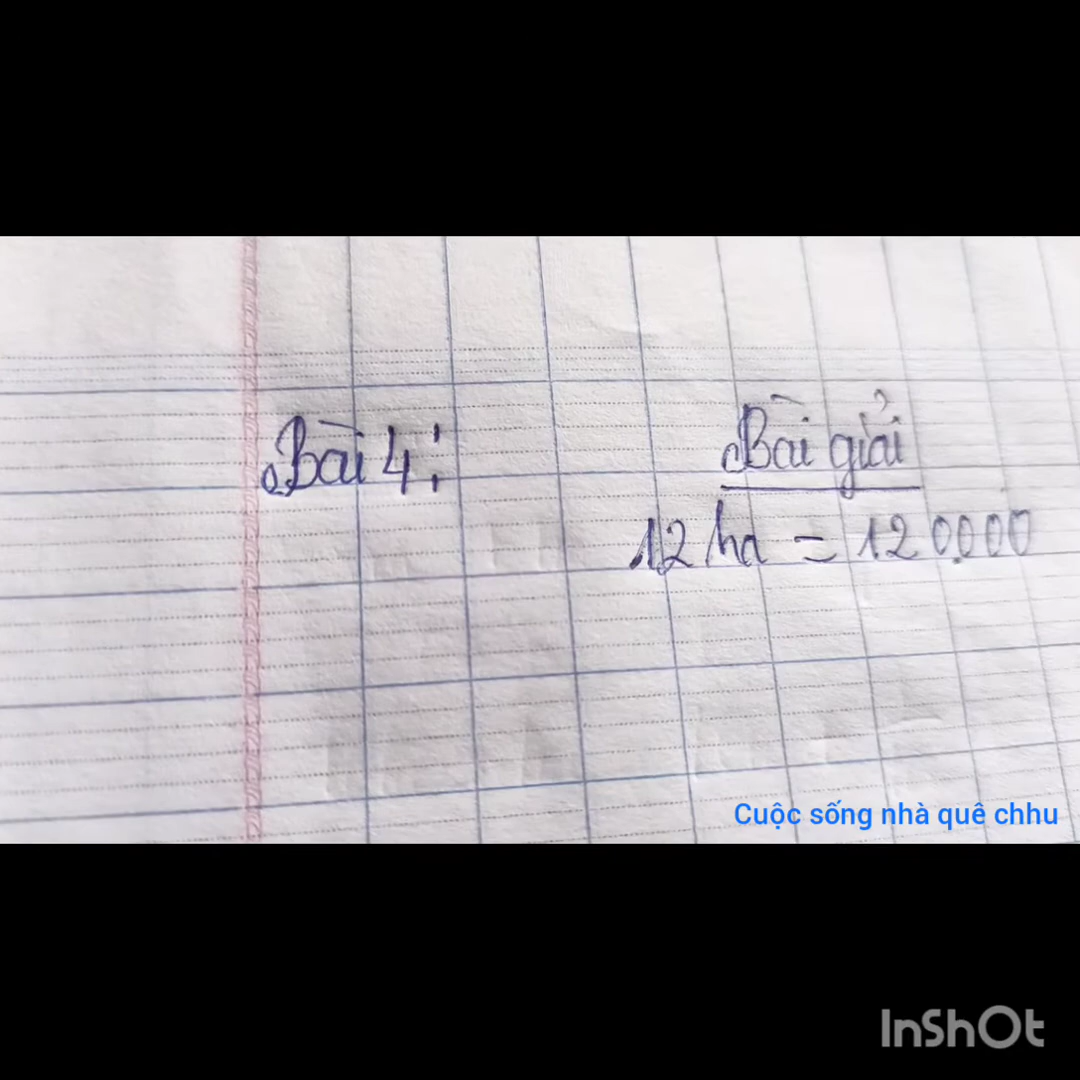 Bài 4:
Bài giải
12 ha = 120000
Cuộc sống nhà quê chhu
InShOt